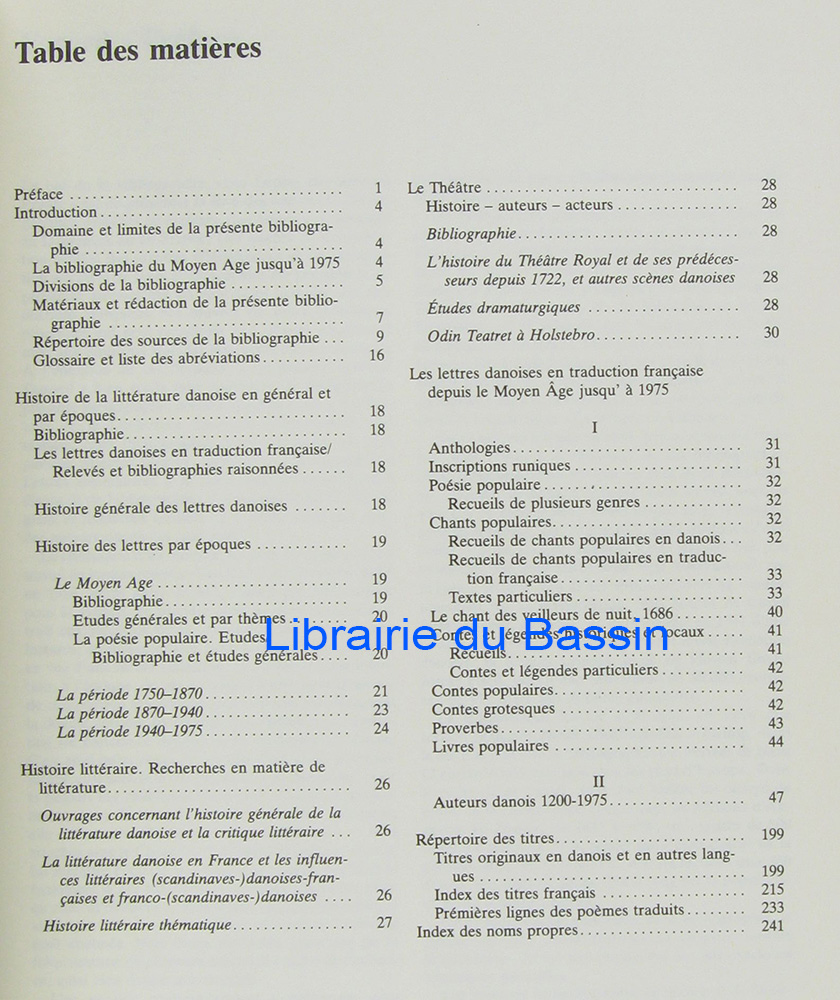 Table des matières
Préface 1
Introduction 4
Domaine et limites de la présente bibliogra-
phie 4
La bibliographie du Moyen Age jusqu'à 1975 4
Divisions de la bibliographie 5
Matériaux et rédaction de la présente biblio-
graphie 7
Répertoire des sources de la bibliographie 9
Glossaire et liste des abréviations 16
Histoire de la littérature danoise en général et
par époques 18
Bibliographie 18
Les lettres danoises en traduction française/
Relevés et bibliographies raisonnées 18
Histoire générale des lettres danoises 18
Histoire des lettres par époques 19
Le Moyen Age 19
Bibliographie 19
Etudes générales et par thèmes 20
La poésie populaire. Etudes
Bibliographie et études générales 20
La période 1750–1870 21
La période 1870–1940 23
La période 1940–1975 24
Histoire littéraire. Recherches en matière de
littérature 26
Ouvrages concernant l'histoire générale de la
littérature danoise et la critique littéraire 26
La littérature danoise en France et les influen-
ces littéraires (scandinaves-)danoises-fran-
çaises et franco-(scandinaves-)danoises 26
Histoire littéraire thématique 27
Le Théâtre 28
Histoire – auteurs – acteurs 28
Bibliographie 28
L'histoire du Théâtre Royal et de ses prédéces-
seurs depuis 1722, et autres scènes danoises 28
Études dramaturgiques 28
Odin Teatret à Holstebro 30
Les lettres danoises en traduction française
depuis le Moyen Âge jusqu' à 1975
I
Anthologies 31
Inscriptions runiques 31
Poésie populaire 32
Recueils de plusieurs genres 32
Chants populaires 32
Recueils de chants populaires en danois 32
Recueils de chants populaires en traduc-
tion française 33
Textes particuliers 33
Le chant des veilleurs de nuit, 1686 40
Contes et légendes historiques et locaux 41
Recueils 41
Contes et légendes particuliers 42
Contes populaires 42
Contes grotesques 42
Proverbes 43
Livres populaires 44
II
Auteurs danois 1200-1975 47
Répertoire des titres 199
Titres originaux en danois et en autres lang-
ues 199
Index des titres français 215
Prémières lignes des poèmes traduits 233
Index des noms propres 241
Librairie du Bassin